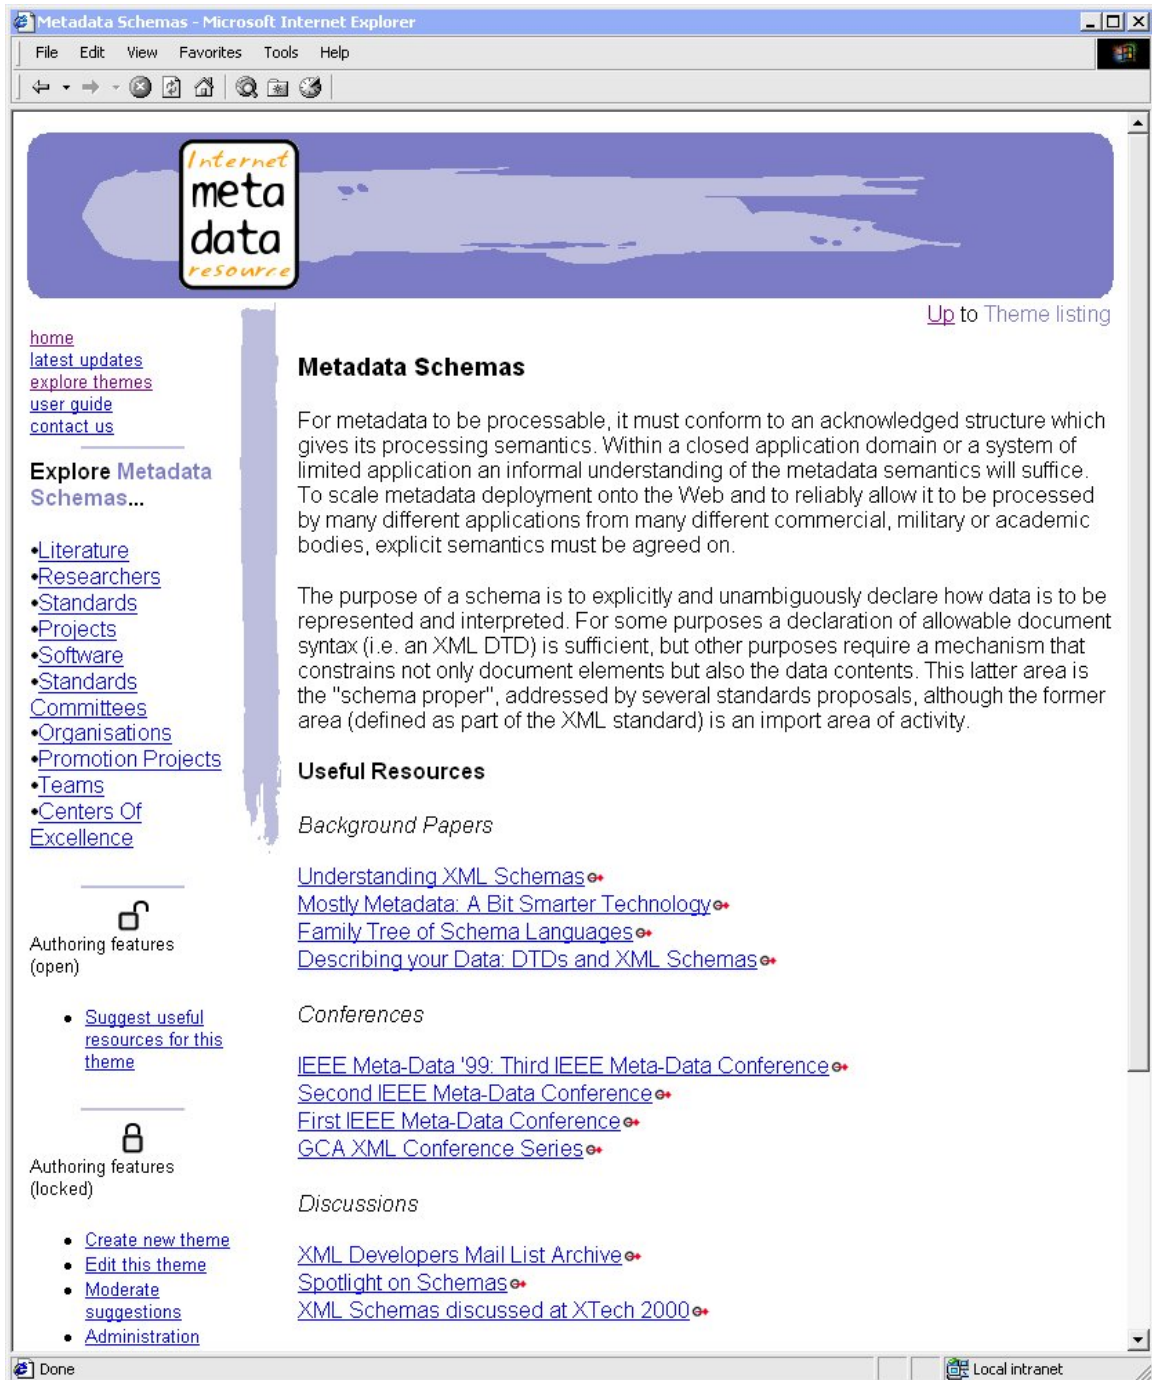 Metadata Schemas - Microsoft Internet Explorer
File Edit View Favorites Tools Help
Internet
meta
data
resource
Up to Theme listing
home
latest updates
explore themes
user guide
contact us
Explore Metadata
Schemas...
•Literature
•Researchers
•Standards
•Projects
•Software
•Standards
Committees
•Organisations
•Promotion Projects
•Teams
•Centers Of
Excellence
Authoring features
(open)
• Suggest useful
resources for this
theme
Authoring features
(locked)
• Create new theme
• Edit this theme
• Moderate
suggestions
• Administration
Metadata Schemas
For metadata to be processable, it must conform to an acknowledged structure which
gives its processing semantics. Within a closed application domain or a system of
limited application an informal understanding of the metadata semantics will suffice.
To scale metadata deployment onto the Web and to reliably allow it to be processed
by many different applications from many different commercial, military or academic
bodies, explicit semantics must be agreed on.
The purpose of a schema is to explicitly and unambiguously declare how data is to be
represented and interpreted. For some purposes a declaration of allowable document
syntax (i.e. an XML DTD) is sufficient, but other purposes require a mechanism that
constrains not only document elements but also the data contents. This latter area is
the "schema proper", addressed by several standards proposals, although the former
area (defined as part of the XML standard) is an import area of activity.
Useful Resources
Background Papers
Understanding XML Schemas
Mostly Metadata: A Bit Smarter Technology
Family Tree of Schema Languages
Describing your Data: DTDs and XML Schemas
Conferences
IEEE Meta-Data '99: Third IEEE Meta-Data Conference
Second IEEE Meta-Data Conference
First IEEE Meta-Data Conference
GCA XML Conference Series
Discussions
XML Developers Mail List Archive
Spotlight on Schemas
XML Schemas discussed at XTech 2000
Done
Local intranet